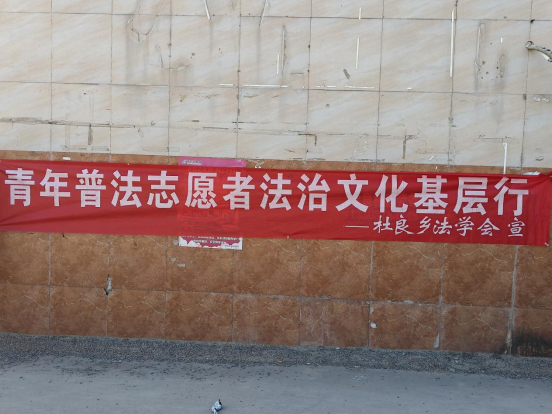 青年普法志愿者法治文化基层行
—杜良乡法学会 宣